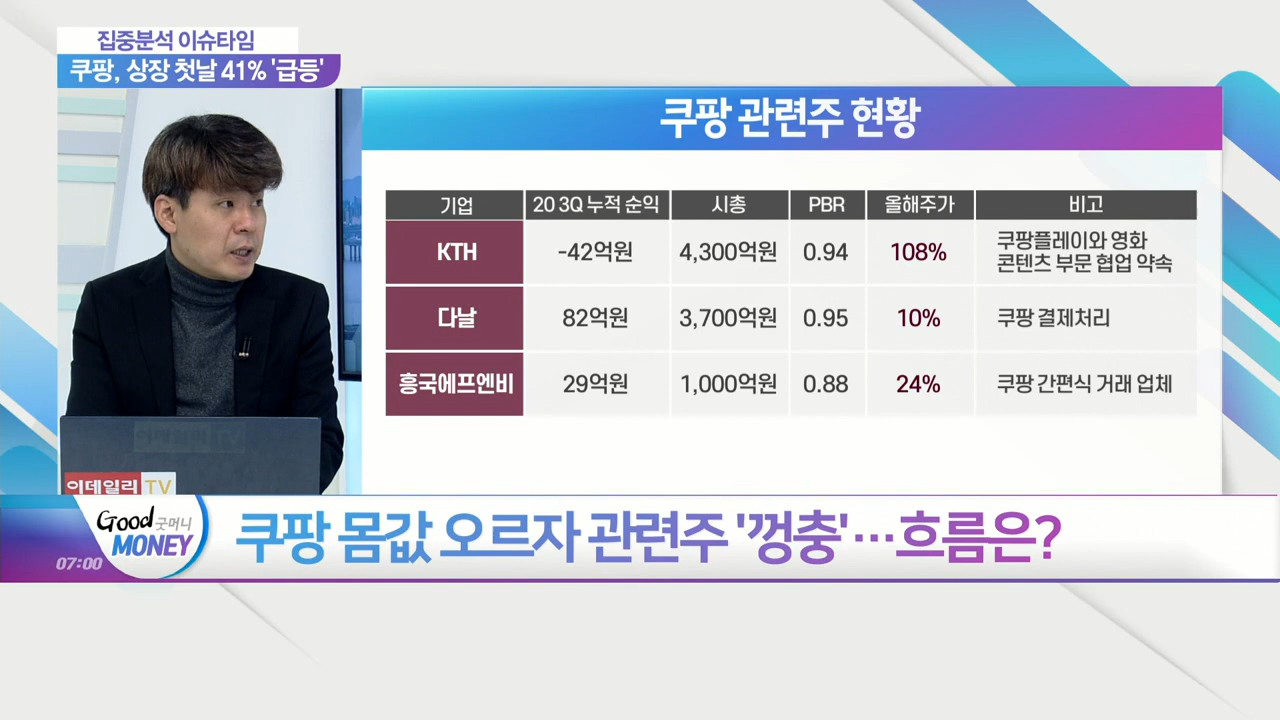 집중분석 이슈타임
쿠팡, 상장 첫날 41% '급등'
쿠팡 관련주 현황
기업 20 3Q 누적 순익 시총 PBR 올해주가 비고
KTH -42억원 4,300억원 0.94 108% 쿠팡플레이와 영화
콘텐츠 부문 협업 약속
다날 82억원 3,700억원 0.95 10% 쿠팡 결제처리
흥국에프엔비 29억원 1,000억원 0.88 24% 쿠팡 간편식 거래 업체
이데일리 TV
이데일리 TV
Good 굿머니
MONEY
07:00
쿠팡 몸값 오르자 관련주 '껑충'…흐름은?